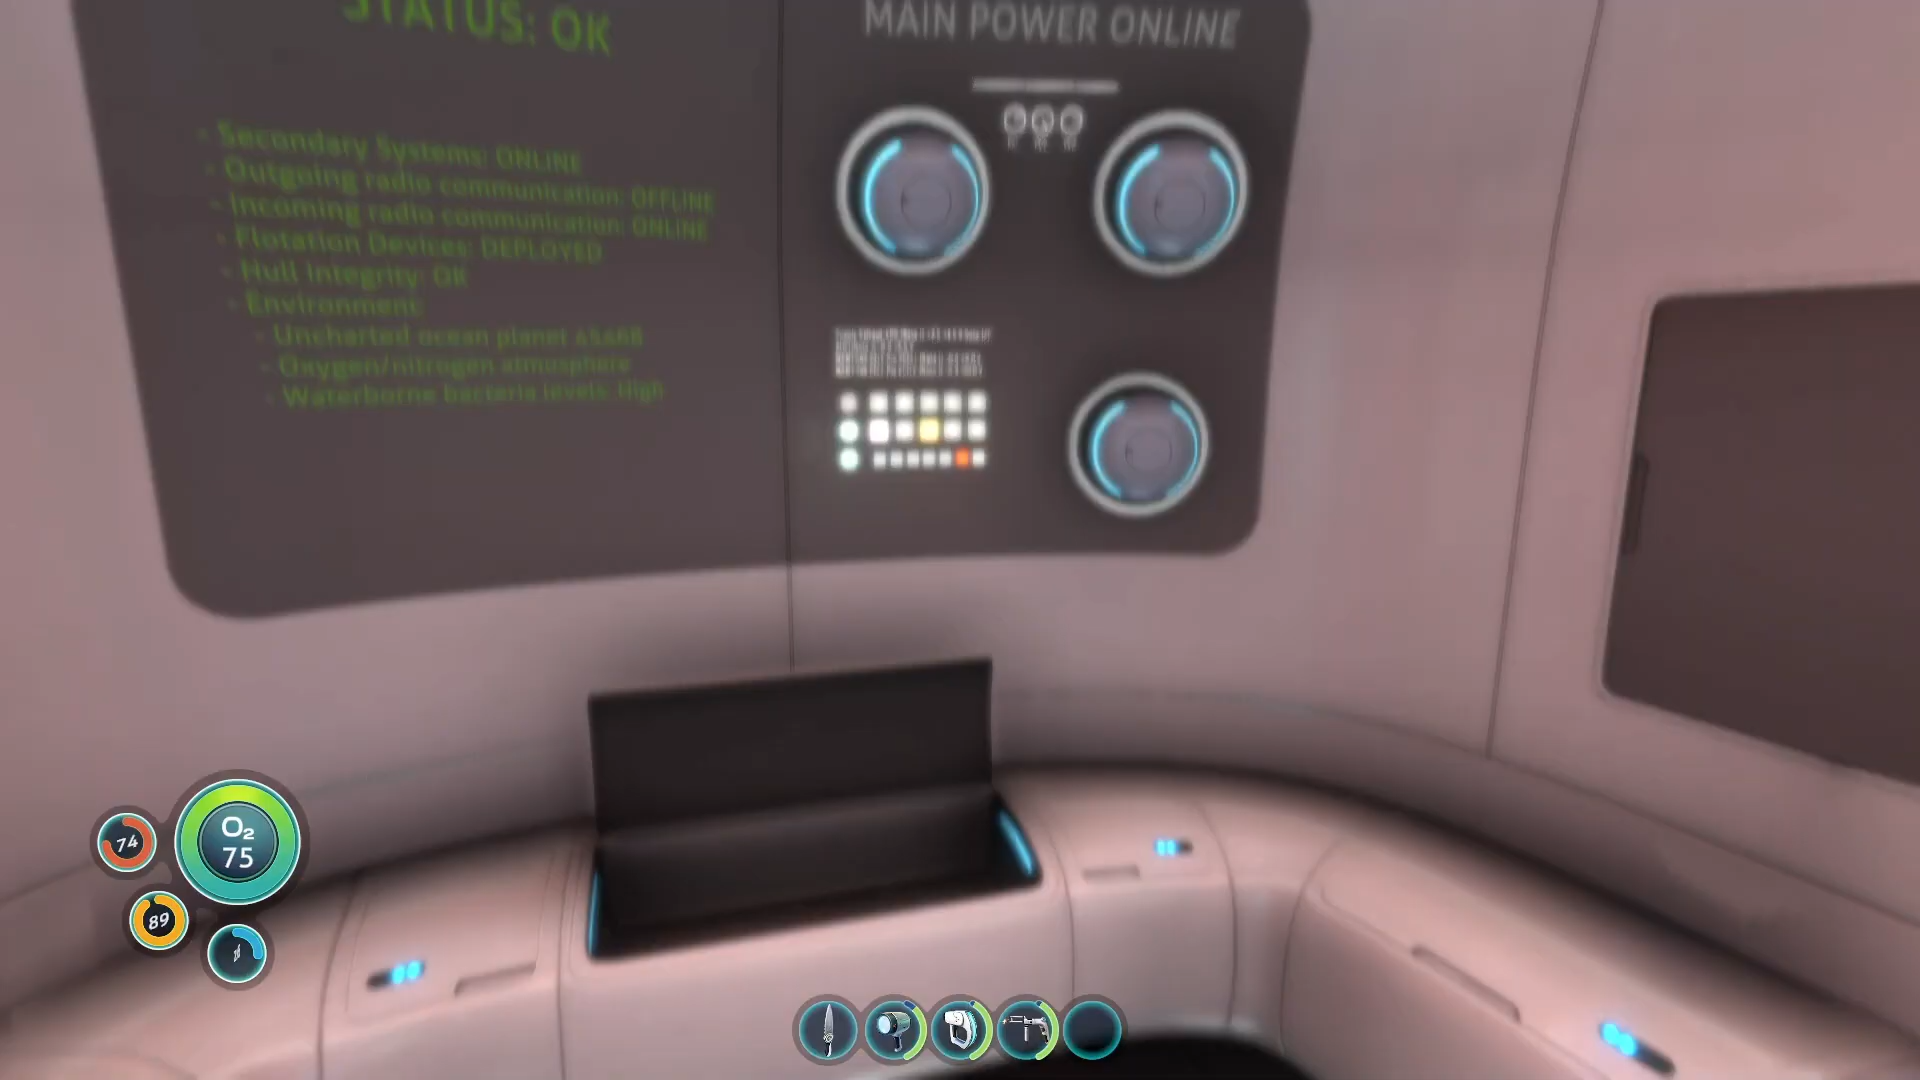 STATUS: OK
MAIN POWER ONLINE
- Secondary Systems: ONLINE
- Outgoing radio communication: OFFLINE
- Incoming radio communication: ONLINE
- Flotation Devices: DEPLOYED
- Hull Integrity: OK
- Environment:
- Uncharted ocean planet 4546B
- Oxygen/nitrogen atmosphere
- Waterborne bacteria levels: High
O₂
75
74
89